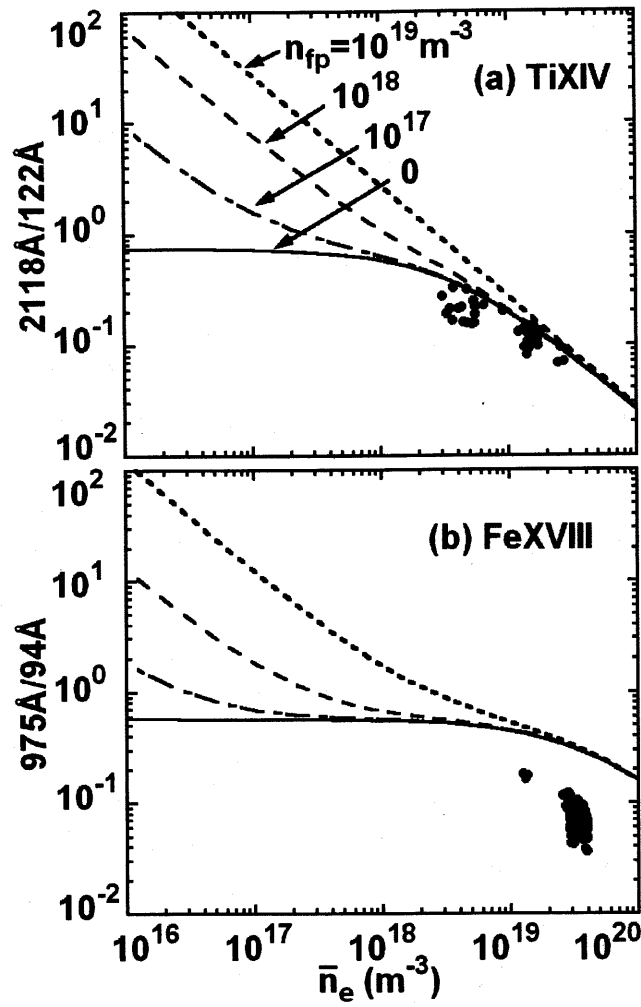 10²
n_fp=10¹⁹m⁻³
(a) TiXIV
10¹⁸
10¹
10¹⁷
0
10⁰
10⁻¹
10⁻²
2118Å/122Å
10²
(b) FeXVIII
10¹
10⁰
10⁻¹
10⁻²
975Å/94Å
10¹⁶ 10¹⁷ 10¹⁸ 10¹⁹ 10²⁰
n̅_e (m⁻³)